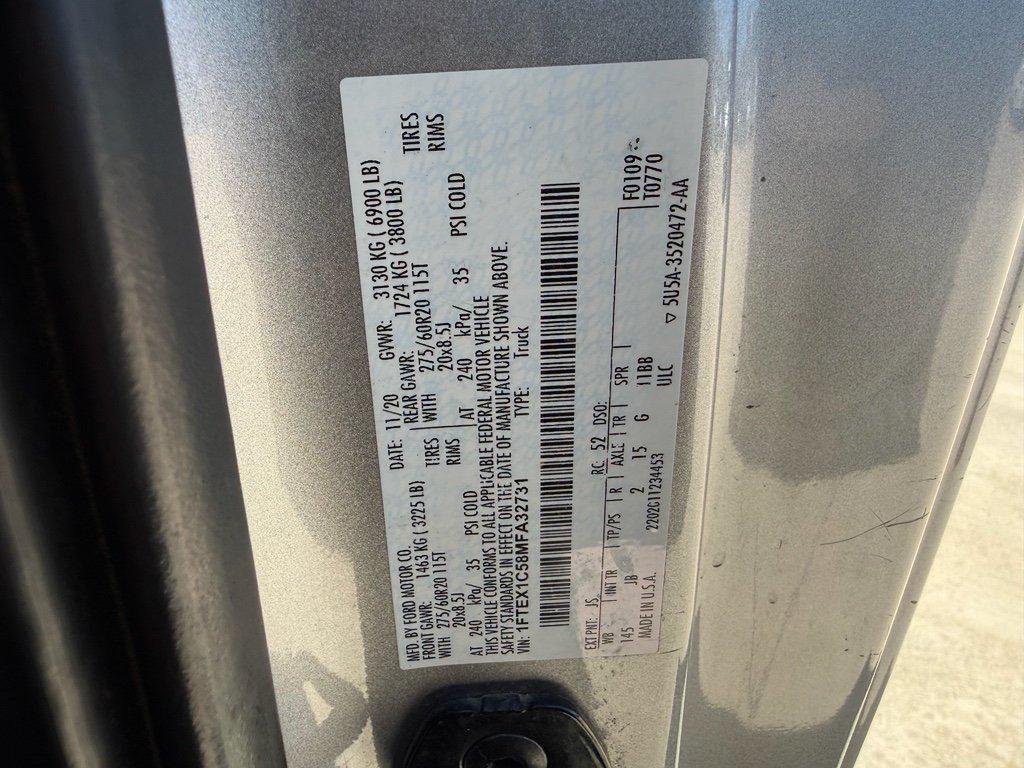 MFD. BY FORD MOTOR CO.
DATE: 11/20 GVWR: 3130 KG ( 6900 LB)
FRONT GAWR: 1463 KG ( 3225 LB) REAR GAWR: 1724 KG ( 3800 LB)
WITH 275/60R20 115T TIRES WITH 275/60R20 115T TIRES
20x8.5J RIMS 20x8.5J RIMS
AT 240 kPa/ 35 PSI COLD AT 240 kPa/ 35 PSI COLD
THIS VEHICLE CONFORMS TO ALL APPLICABLE FEDERAL MOTOR VEHICLE
SAFETY STANDARDS IN EFFECT ON THE DATE OF MANUFACTURE SHOWN ABOVE.
VIN: 1FTEX1C58MFA32731 TYPE: Truck
EXT PNT: JS RC: 52 DSO: F0109
WB INT TR TP/PS R AXLE TR SPR T0770
145 JB 2 15 G 11BB
MADE IN U.S.A. 22020112344S3 ULC
5U5A-3520472-AA